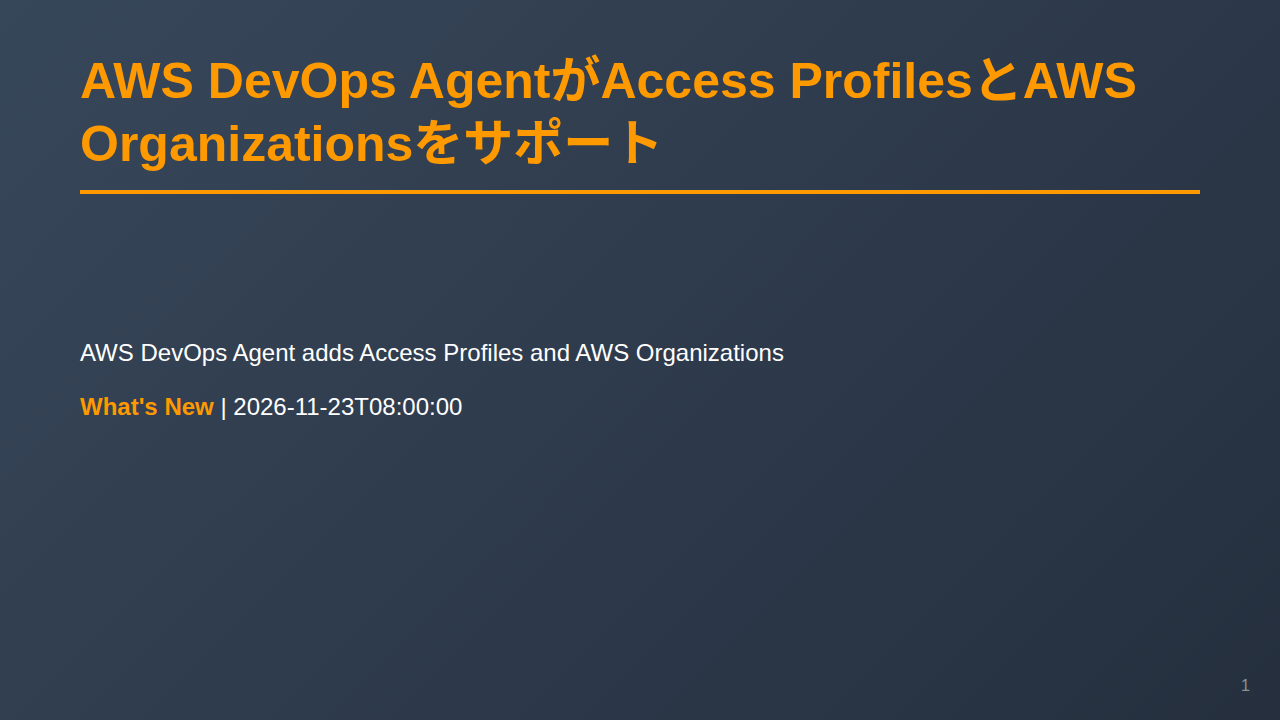 AWS DevOps AgentがAccess ProfilesとAWS
Organizationsをサポート
AWS DevOps Agent adds Access Profiles and AWS Organizations
What's New | 2026-11-23T08:00:00
1